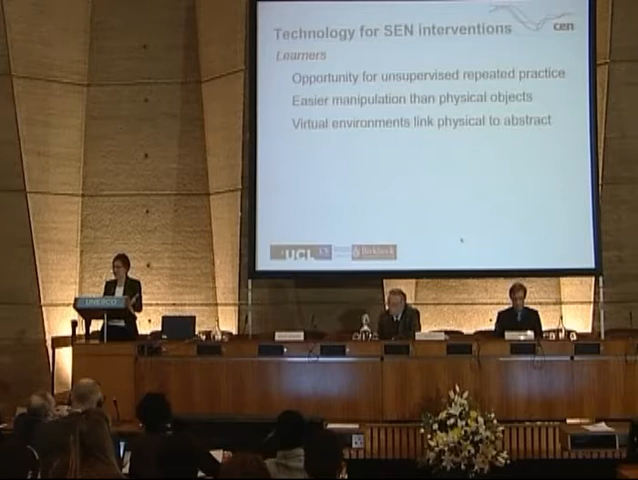 Technology for SEN interventions
cen
Learners
Opportunity for unsupervised repeated practice
Easier manipulation than physical objects
Virtual environments link physical to abstract
UCL
Birkbeck
UNESCO